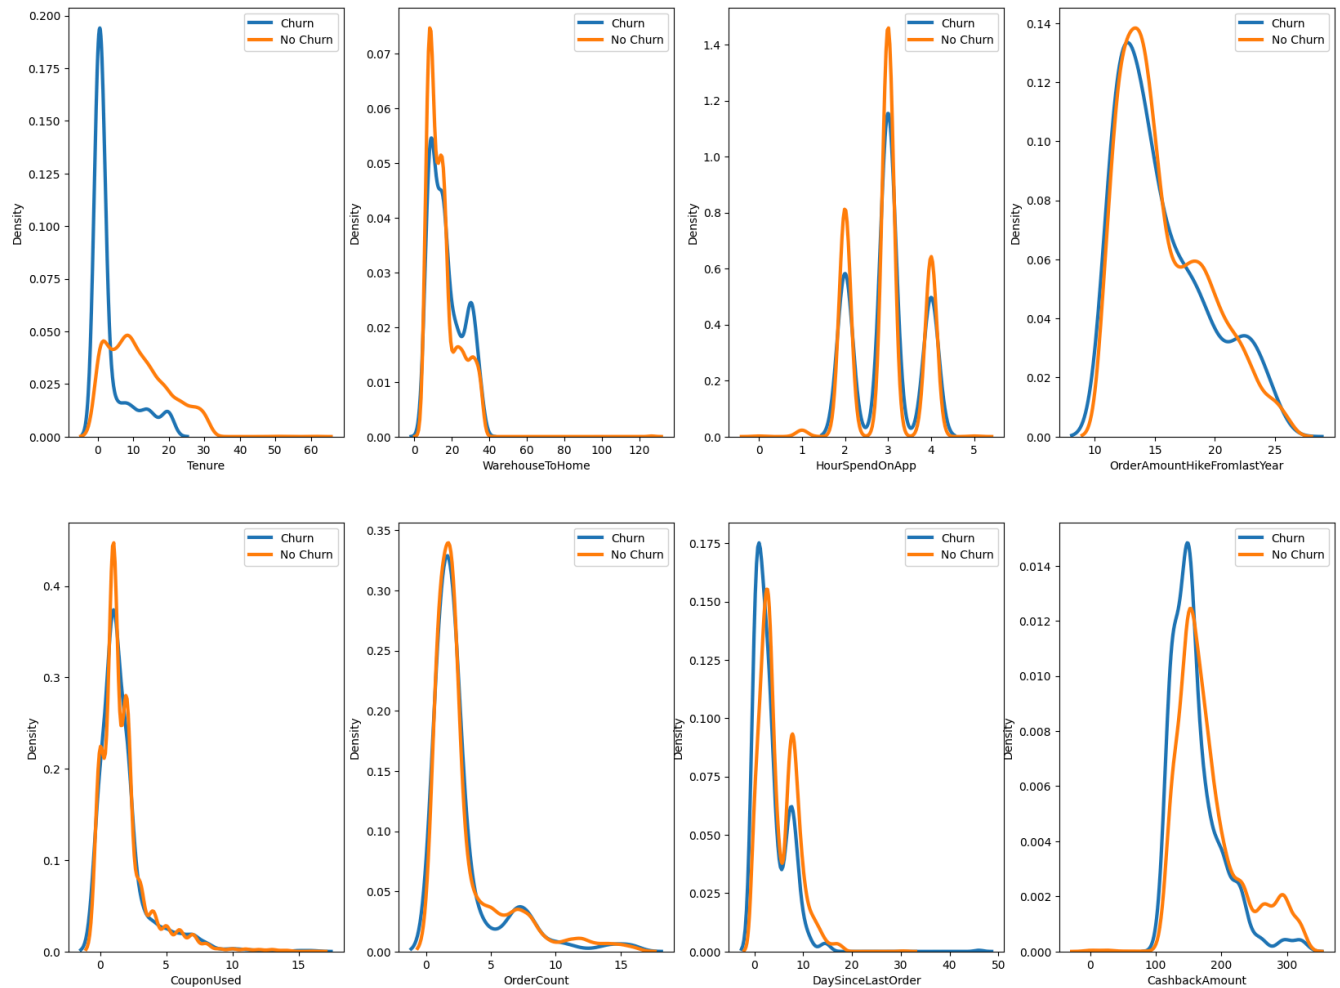 0.200
0.175
0.150
0.125
0.100
0.075
0.050
0.025
0.000
Density
0 10 20 30 40 50 60
Tenure
Churn
No Churn
0.07
0.06
0.05
0.04
0.03
0.02
0.01
0.00
Density
0 20 40 60 80 100 120
WarehouseToHome
Churn
No Churn
1.4
1.2
1.0
0.8
0.6
0.4
0.2
0.0
Density
0 1 2 3 4 5
HourSpendOnApp
Churn
No Churn
0.14
0.12
0.10
0.08
0.06
0.04
0.02
0.00
Density
10 15 20 25
OrderAmountHikeFromlastYear
Churn
No Churn
0.4
0.3
0.2
0.1
0.0
Density
0 5 10 15
CouponUsed
Churn
No Churn
0.35
0.30
0.25
0.20
0.15
0.10
0.05
0.00
Density
0 5 10 15
OrderCount
Churn
No Churn
0.175
0.150
0.125
0.100
0.075
0.050
0.025
0.000
Density
0 10 20 30 40 50
DaySinceLastOrder
Churn
No Churn
0.014
0.012
0.010
0.008
0.006
0.004
0.002
0.000
Density
0 100 200 300
CashbackAmount
Churn
No Churn